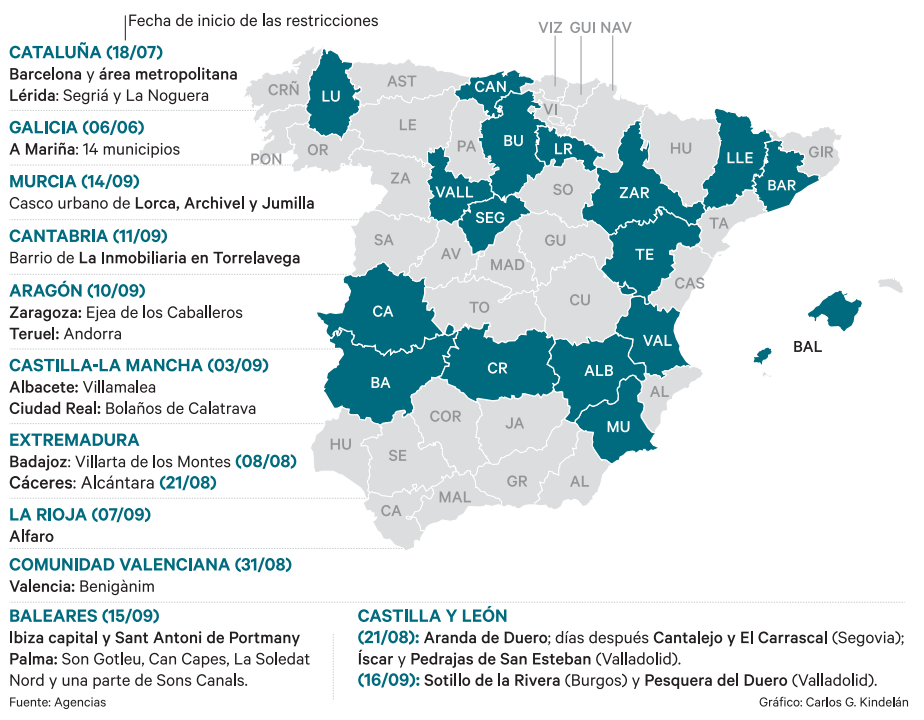 Fecha de inicio de las restricciones
CATALUÑA (18/07)
Barcelona y área metropolitana
Lérida: Segriá y La Noguera
GALICIA (06/06)
A Mariña: 14 municipios
MURCIA (14/09)
Casco urbano de Lorca, Archivel y Jumilla
CANTABRIA (11/09)
Barrio de La Inmobiliaria en Torrelavega
ARAGÓN (10/09)
Zaragoza: Ejea de los Caballeros
Teruel: Andorra
CASTILLA-LA MANCHA (03/09)
Albacete: Villamalea
Ciudad Real: Bolaños de Calatrava
EXTREMADURA
Badajoz: Villarta de los Montes (08/08)
Cáceres: Alcántara (21/08)
LA RIOJA (07/09)
Alfaro
COMUNIDAD VALENCIANA (31/08)
Valencia: Benigànim
BALEARES (15/09)
Ibiza capital y Sant Antoni de Portmany
Palma: Son Gotleu, Can Capes, La Soledat
Nord y una parte de Sons Canals.
CASTILLA Y LEÓN
(21/08): Aranda de Duero; días después Cantalejo y El Carrascal (Segovia);
Íscar y Pedrajas de San Esteban (Valladolid).
(16/09): Sotillo de la Rivera (Burgos) y Pesquera del Duero (Valladolid).
VIZ GUI NAV
CRÑ
LU
AST
CAN
VI
LE
PA
BU
LR
HU
LLE
GIR
PON
OR
ZA
VALL
SO
ZAR
BAR
SEG
TA
SA
AV
MAD
GU
TE
CAS
CA
TO
CU
VAL
BAL
BA
CR
ALB
AL
HU
SE
COR
JA
MU
CA
MAL
GR
AL
Fuente: Agencias
Gráfico: Carlos G. Kindelán